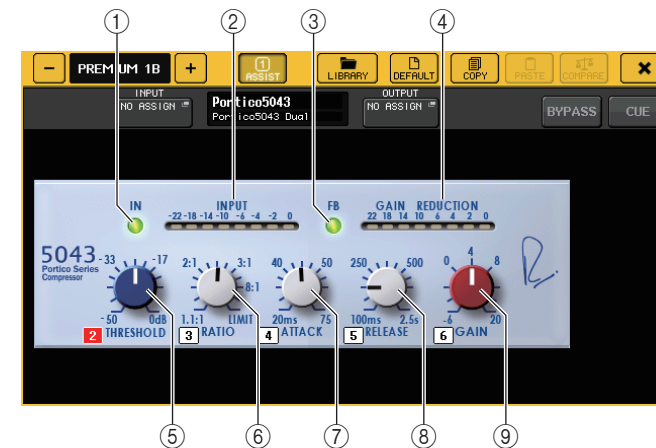 ① ② ③ ④
− PREMIUM 1B + 1 ASSIST LIBRARY DEFAULT COPY PASTE COMPARE ×
INPUT
NO ASSIGN
Portico5043
Portico5043 Dual
OUTPUT
NO ASSIGN
BYPASS CUE
IN INPUT FB GAIN REDUCTION
-22 -18 -14 -10 -6 -4 -2 0
22 18 14 10 6 4 2 0
5043
Portico Series
Compressor
-33 -17 2:1 3:1 8:1 40 50 250 500 0 4 8
-50 0dB 1.1:1 LIMIT 20ms 75 100ms 2.5s -6 20
2 THRESHOLD 3 RATIO 4 ATTACK 5 RELEASE 6 GAIN
⑤ ⑥ ⑦ ⑧ ⑨